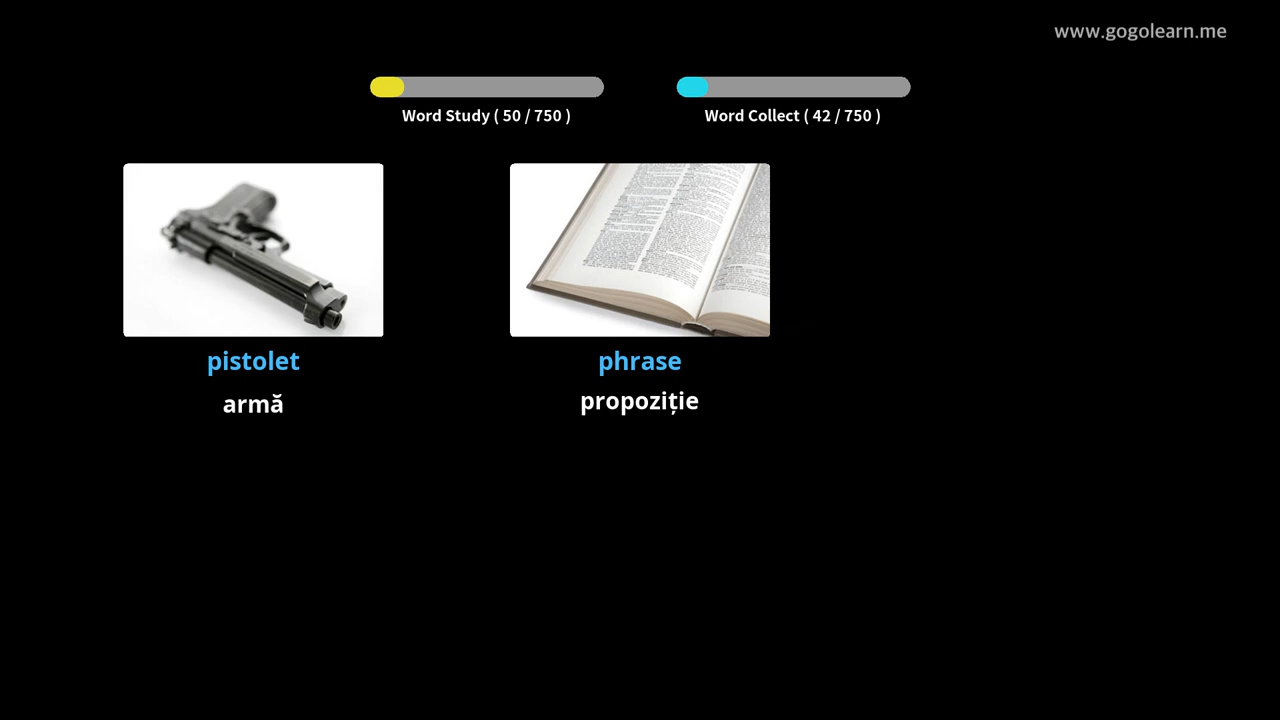 www.gogolearn.me
Word Study ( 50 / 750 )
Word Collect ( 42 / 750 )
pistolet
phrase
armă
propoziție